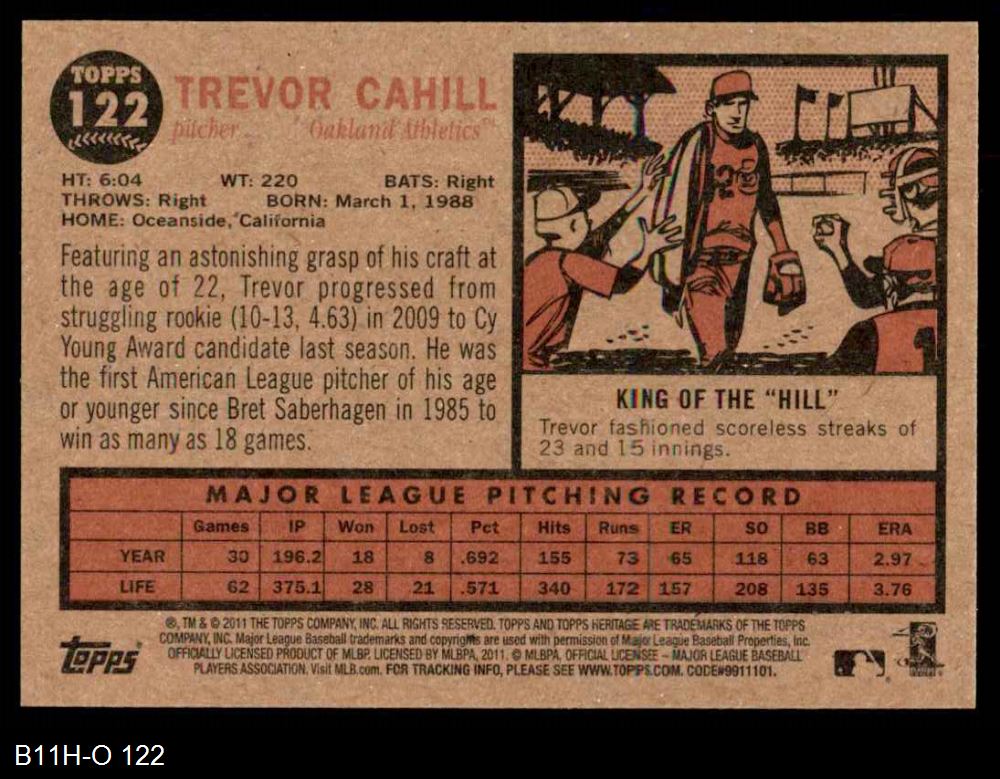 TOPPS
122
TREVOR CAHILL
pitcher Oakland Athletics™
HT: 6:04 WT: 220 BATS: Right
THROWS: Right BORN: March 1, 1988
HOME: Oceanside, California
Featuring an astonishing grasp of his craft at
the age of 22, Trevor progressed from
struggling rookie (10-13, 4.63) in 2009 to Cy
Young Award candidate last season. He was
the first American League pitcher of his age
or younger since Bret Saberhagen in 1985 to
win as many as 18 games.
KING OF THE "HILL"
Trevor fashioned scoreless streaks of
23 and 15 innings.
MAJOR LEAGUE PITCHING RECORD
Games IP Won Lost Pct Hits Runs ER SO BB ERA
YEAR 30 196.2 18 8 .692 155 73 65 118 63 2.97
LIFE 62 375.1 28 21 .571 340 172 157 208 135 3.76
®, TM & © 2011 THE TOPPS COMPANY, INC. ALL RIGHTS RESERVED. TOPPS AND TOPPS HERITAGE ARE TRADEMARKS OF THE TOPPS
COMPANY, INC. Major League Baseball trademarks and copyrights are used with permission of Major League Baseball Properties, Inc.
OFFICIALLY LICENSED PRODUCT OF MLBP. LICENSED BY MLBPA, 2011. © MLBPA, OFFICIAL LICENSEE – MAJOR LEAGUE BASEBALL
PLAYERS ASSOCIATION. Visit MLB.com. FOR TRACKING INFO, PLEASE SEE WWW.TOPPS.COM. CODE#9911101.
Topps
B11H-O 122